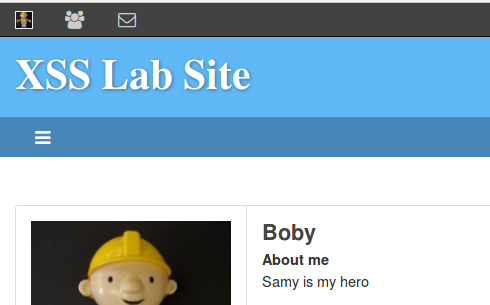 XSS Lab Site
Boby
About me
Samy is my hero